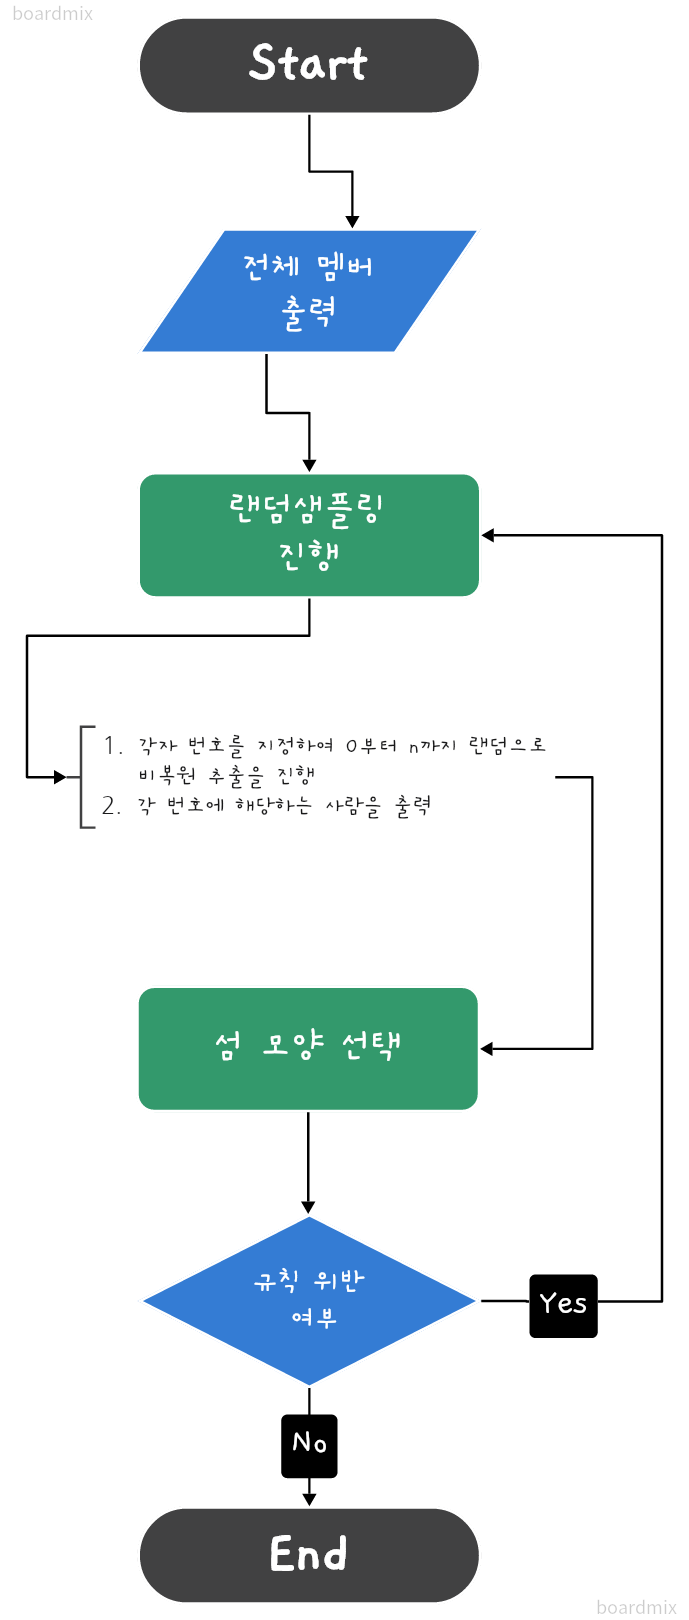 boardmix
Start
전체 멤버
출력
랜덤샘플링
진행
1. 각자 번호를 지정하여 0부터 n까지 랜덤으로
비복원 추출을 진행
2. 각 번호에 해당하는 사람을 출력
섬 모양 선택
규칙 위반
여부
Yes
No
End
boardmix